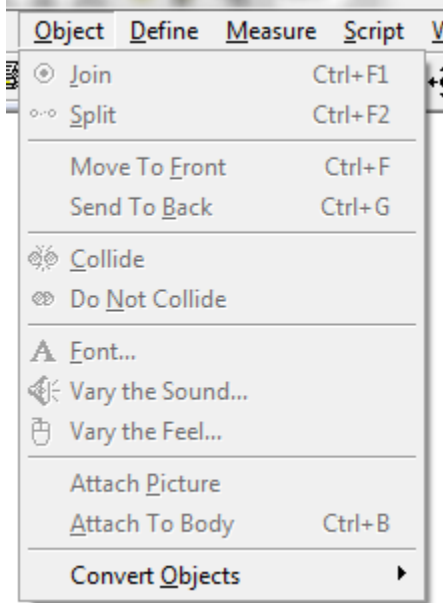 Object Define Measure Script
Join Ctrl+F1
Split Ctrl+F2
Move To Front Ctrl+F
Send To Back Ctrl+G
Collide
Do Not Collide
Font...
Vary the Sound...
Vary the Feel...
Attach Picture
Attach To Body Ctrl+B
Convert Objects